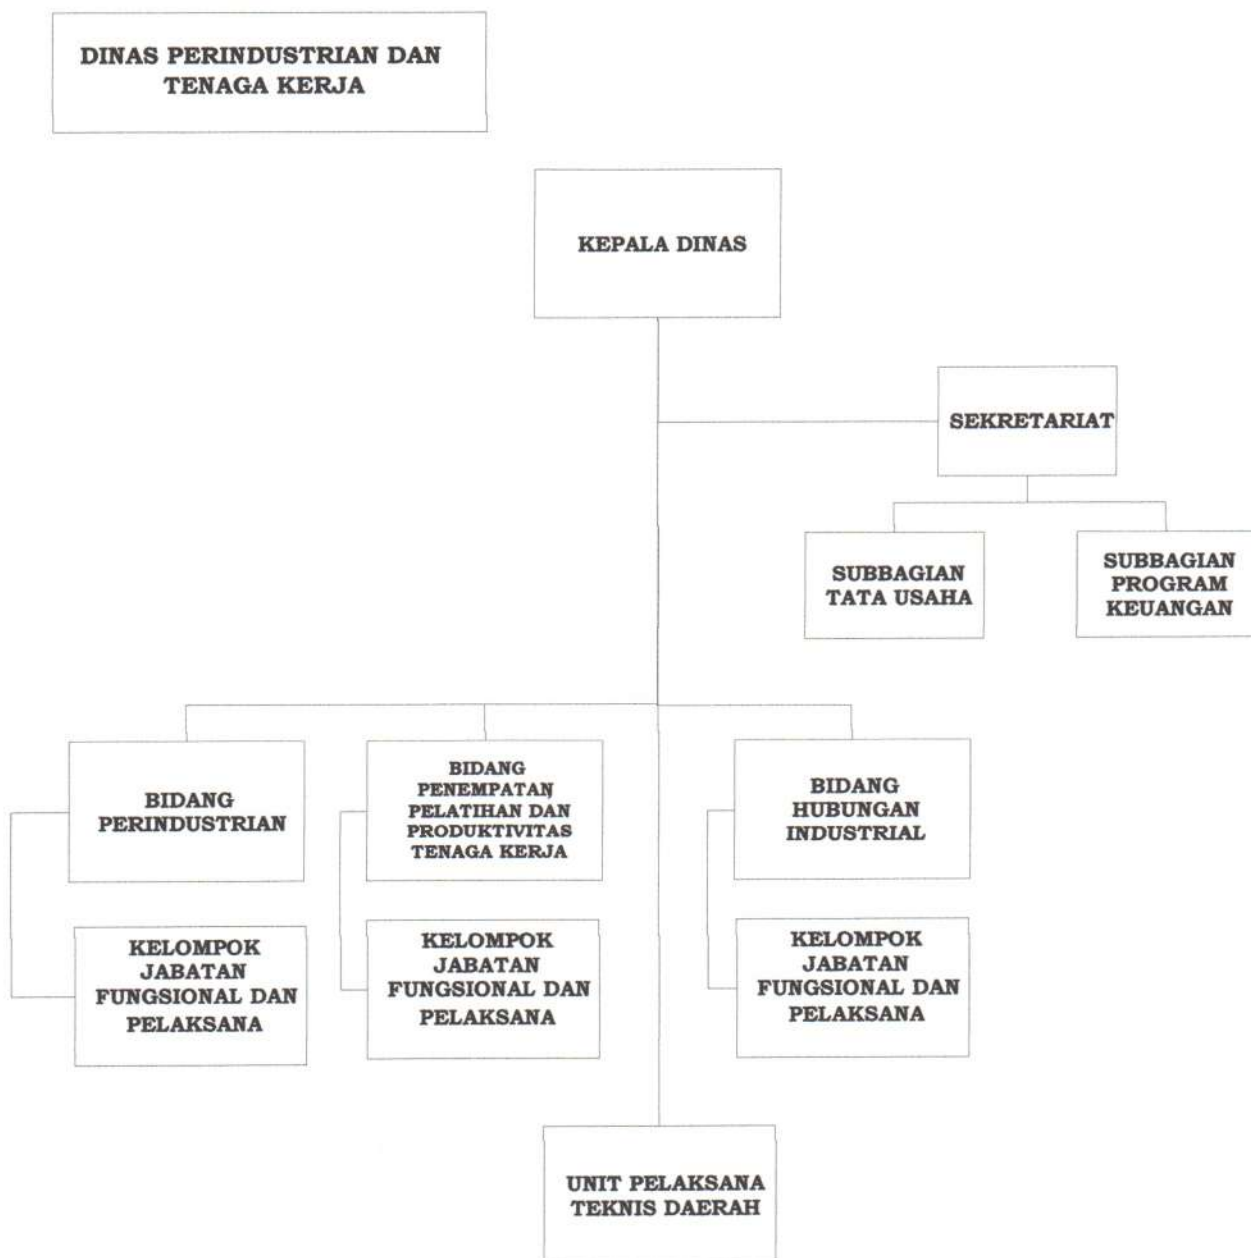 DINAS PERINDUSTRIAN DAN
TENAGA KERJA
KEPALA DINAS
SEKRETARIAT
SUBBAGIAN
TATA USAHA
SUBBAGIAN
PROGRAM
KEUANGAN
BIDANG
PERINDUSTRIAN
BIDANG
PENEMPATAN,
PELATIHAN DAN
PRODUKTIVITAS
TENAGA KERJA
BIDANG
HUBUNGAN
INDUSTRIAL
KELOMPOK
JABATAN
FUNGSIONAL DAN
PELAKSANA
KELOMPOK
JABATAN
FUNGSIONAL DAN
PELAKSANA
KELOMPOK
JABATAN
FUNGSIONAL DAN
PELAKSANA
UNIT PELAKSANA
TEKNIS DAERAH